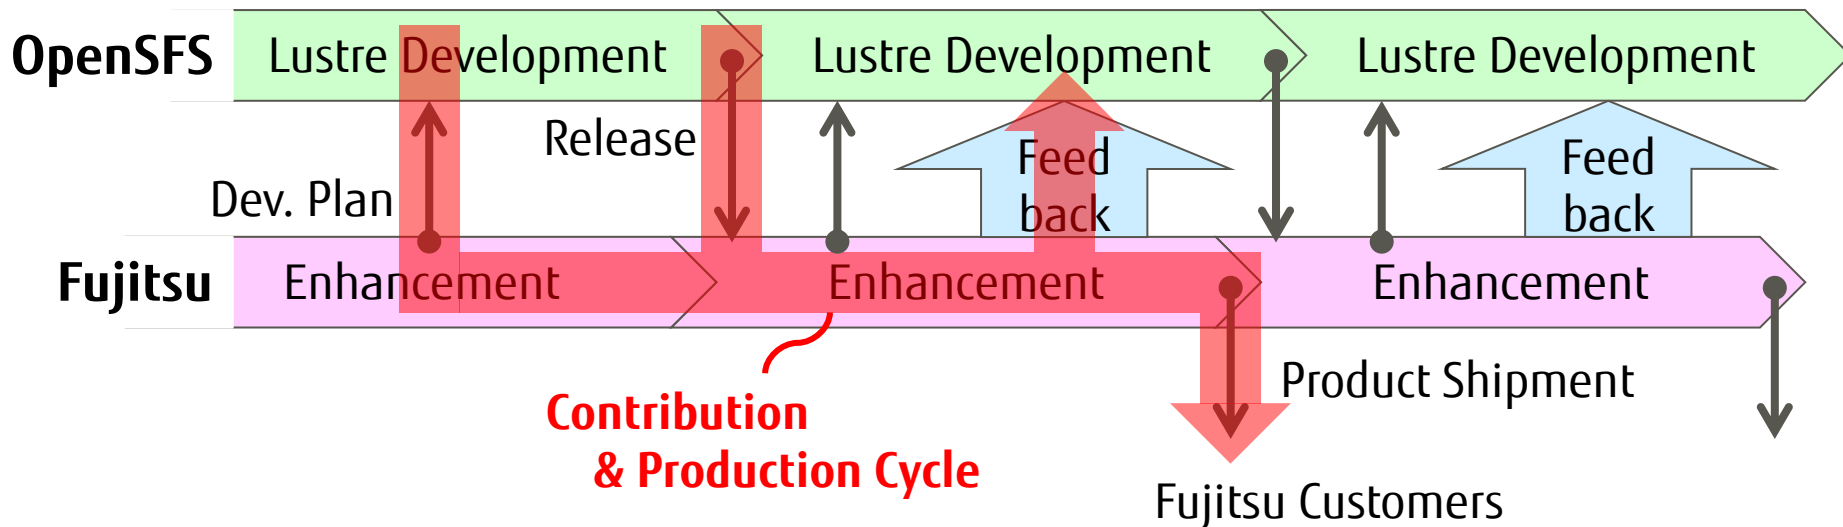 OpenSFS
Lustre Development
Lustre Development
Lustre Development
Release
Dev. Plan
Feed
back
Feed
back
Fujitsu
Enhancement
Enhancement
Enhancement
Product Shipment
Contribution
& Production Cycle
Fujitsu Customers